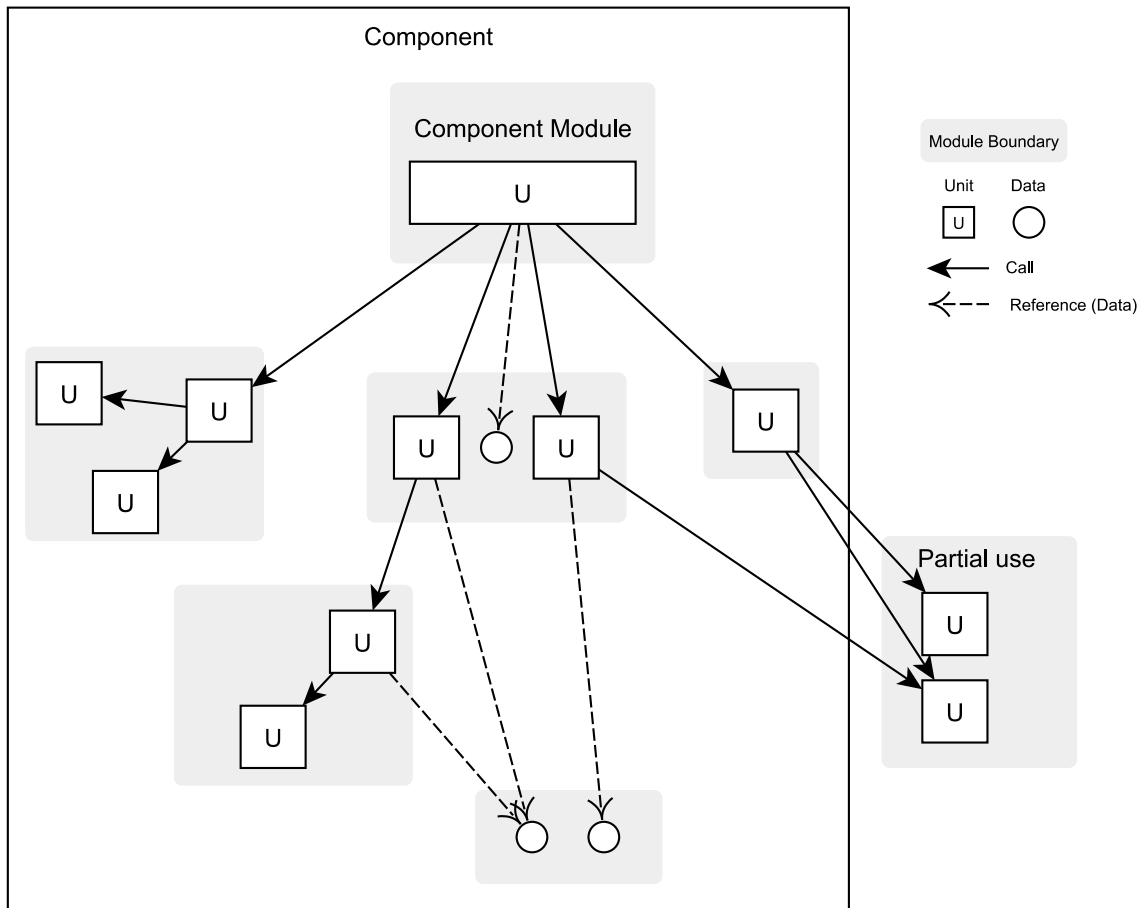 Component
Component Module
U
U
U
U
U
U
U
U
U
Partial use
U
U
Module Boundary
Unit Data
U
Call
Reference (Data)